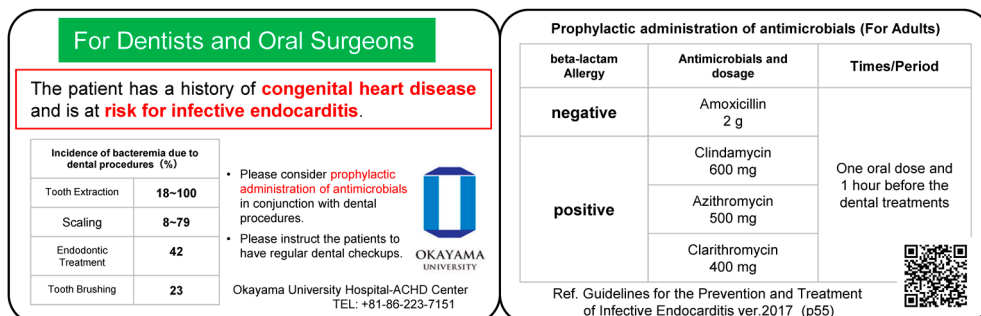 For Dentists and Oral Surgeons
The patient has a history of congenital heart disease
and is at risk for infective endocarditis.
Incidence of bacteremia due to
dental procedures (%)
Tooth Extraction 18~100
Scaling 8~79
Endodontic
Treatment 42
Tooth Brushing 23
• Please consider prophylactic
administration of antimicrobials
in conjunction with dental
procedures.
• Please instruct the patients to
have regular dental checkups.
OKAYAMA
UNIVERSITY
Okayama University Hospital-ACHD Center
TEL: +81-86-223-7151
Prophylactic administration of antimicrobials (For Adults)
beta-lactam
Allergy
Antimicrobials and
dosage
Times/Period
negative
Amoxicillin
2 g
positive
Clindamycin
600 mg
Azithromycin
500 mg
Clarithromycin
400 mg
One oral dose and
1 hour before the
dental treatments
Ref. Guidelines for the Prevention and Treatment
of Infective Endocarditis ver.2017 (p55)